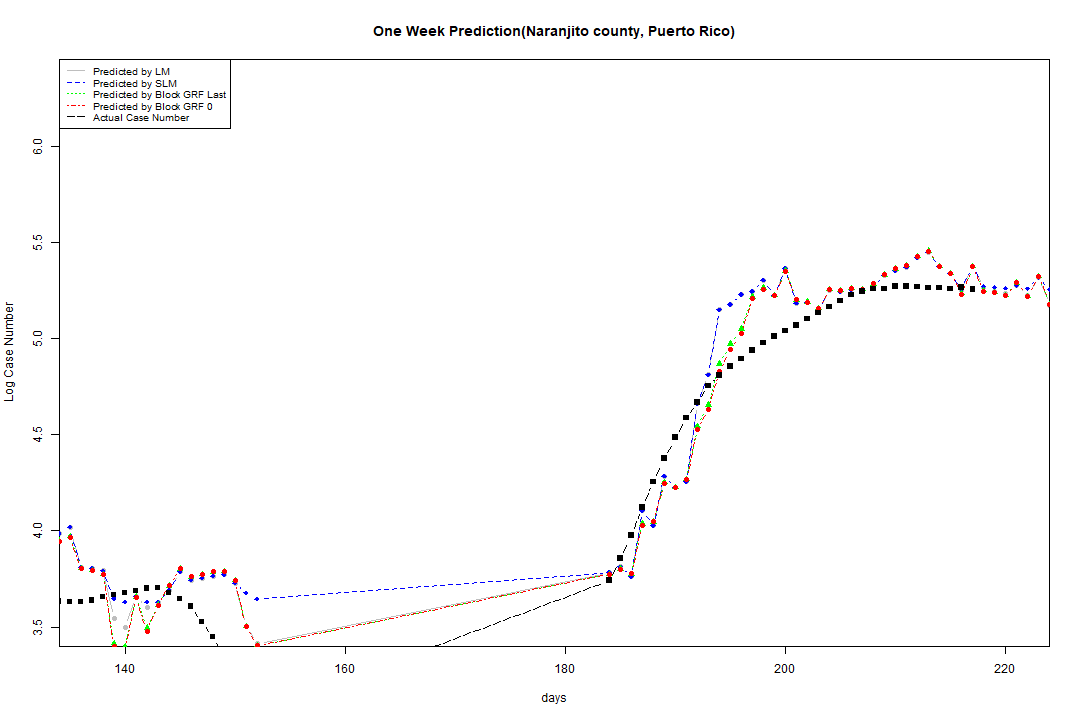 One Week Prediction(Naranjito county, Puerto Rico)
Predicted by LM
Predicted by SLM
Predicted by Block GRF Last
Predicted by Block GRF 0
Actual Case Number
Log Case Number
6.0
5.5
5.0
4.5
4.0
3.5
140 160 180 200 220
days